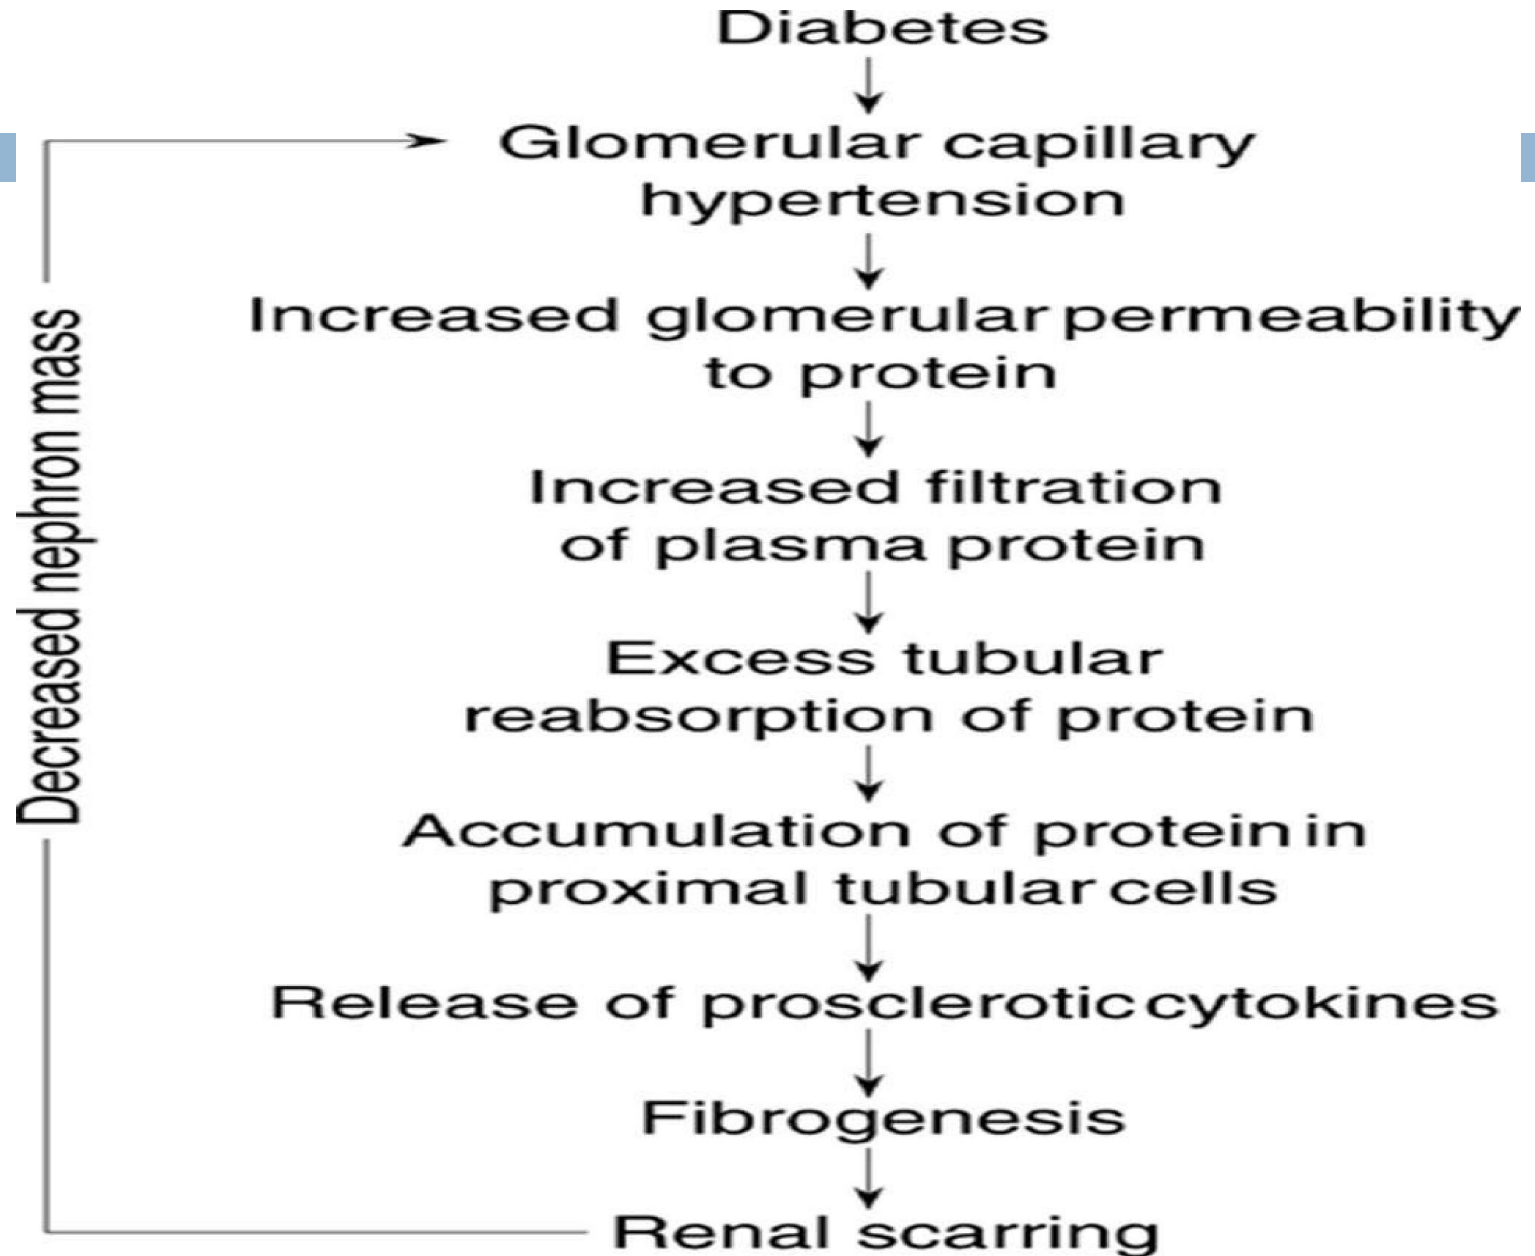 Diabetes
Glomerular capillary
hypertension
Increased glomerular permeability
to protein
Increased filtration
of plasma protein
Excess tubular
reabsorption of protein
Accumulation of protein in
proximal tubular cells
Release of prosclerotic cytokines
Fibrogenesis
Renal scarring
Decreased nephron mass